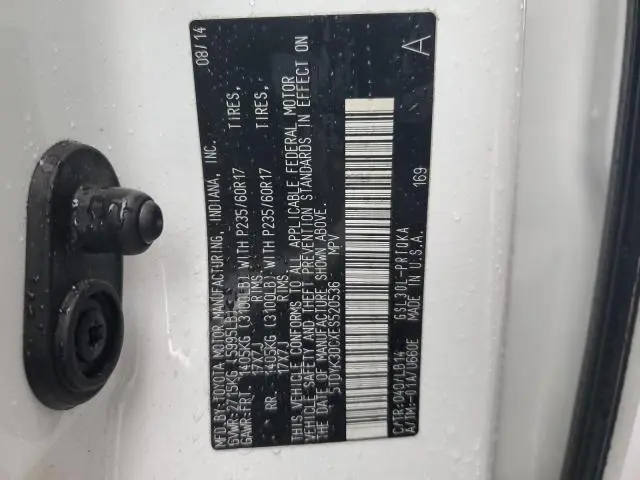 MFD.BY:TOYOTA MOTOR MANUFACTURING, INDIANA, INC. 08/14
GVWR:2715KG (5995LB)
GAWR:FRT. 1405KG (3100LB) WITH P235/60R17 TIRES,
17X7J RIMS
RR. 1405KG (3100LB) WITH P235/60R17 TIRES,
17X7J RIMS
THIS VEHICLE CONFORMS TO ALL APPLICABLE FEDERAL MOTOR
VEHICLE SAFETY AND THEFT PREVENTION STANDARDS IN EFFECT ON
THE DATE OF MANUFACTURE SHOWN ABOVE.
5TDYK3DCXES520536 MPV
169
C/TR:040/LB14 GSL30L-PRTQKA
A/TM:-01A/U660E MADE IN U.S.A.
A